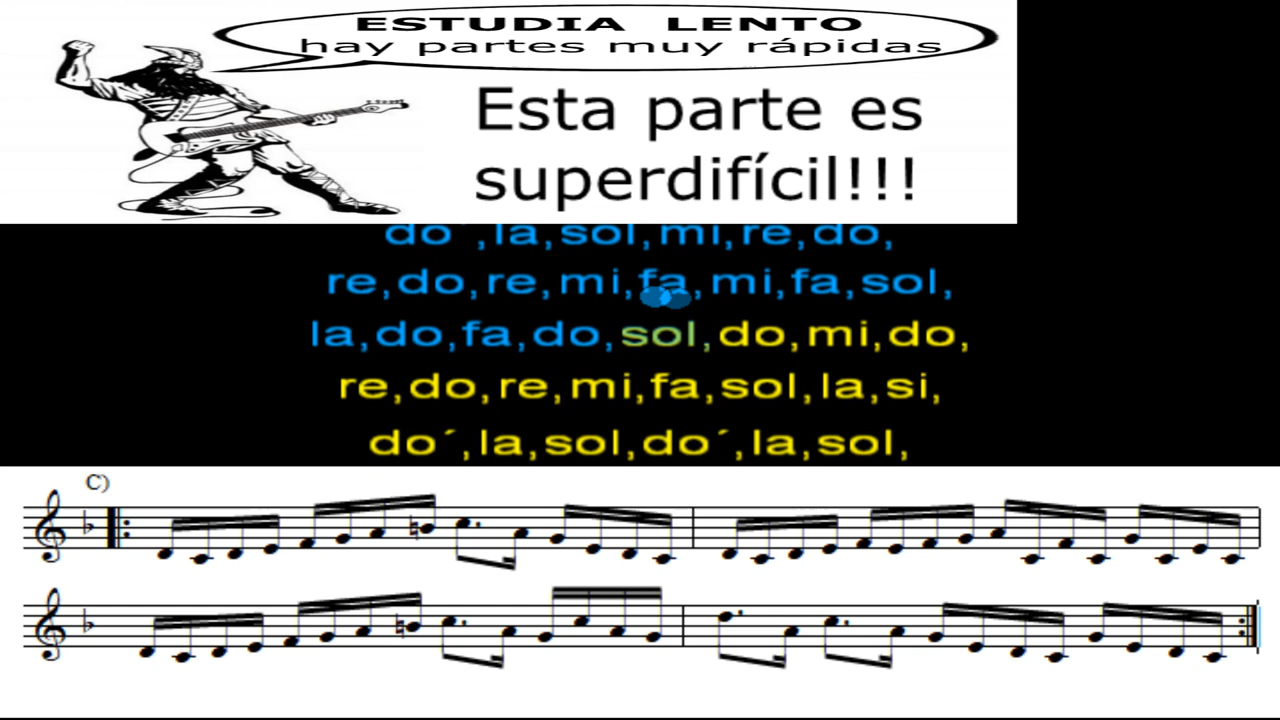 ESTUDIA LENTO
hay partes muy rápidas
Esta parte es
superdifícil!!!
do´,la,sol,mi,re,do,
re,do,re,mi,fa,mi,fa,sol,
la,do,fa,do,sol,do,mi,do,
re,do,re,mi,fa,sol,la,si,
do´,la,sol,do´,la,sol,
C)